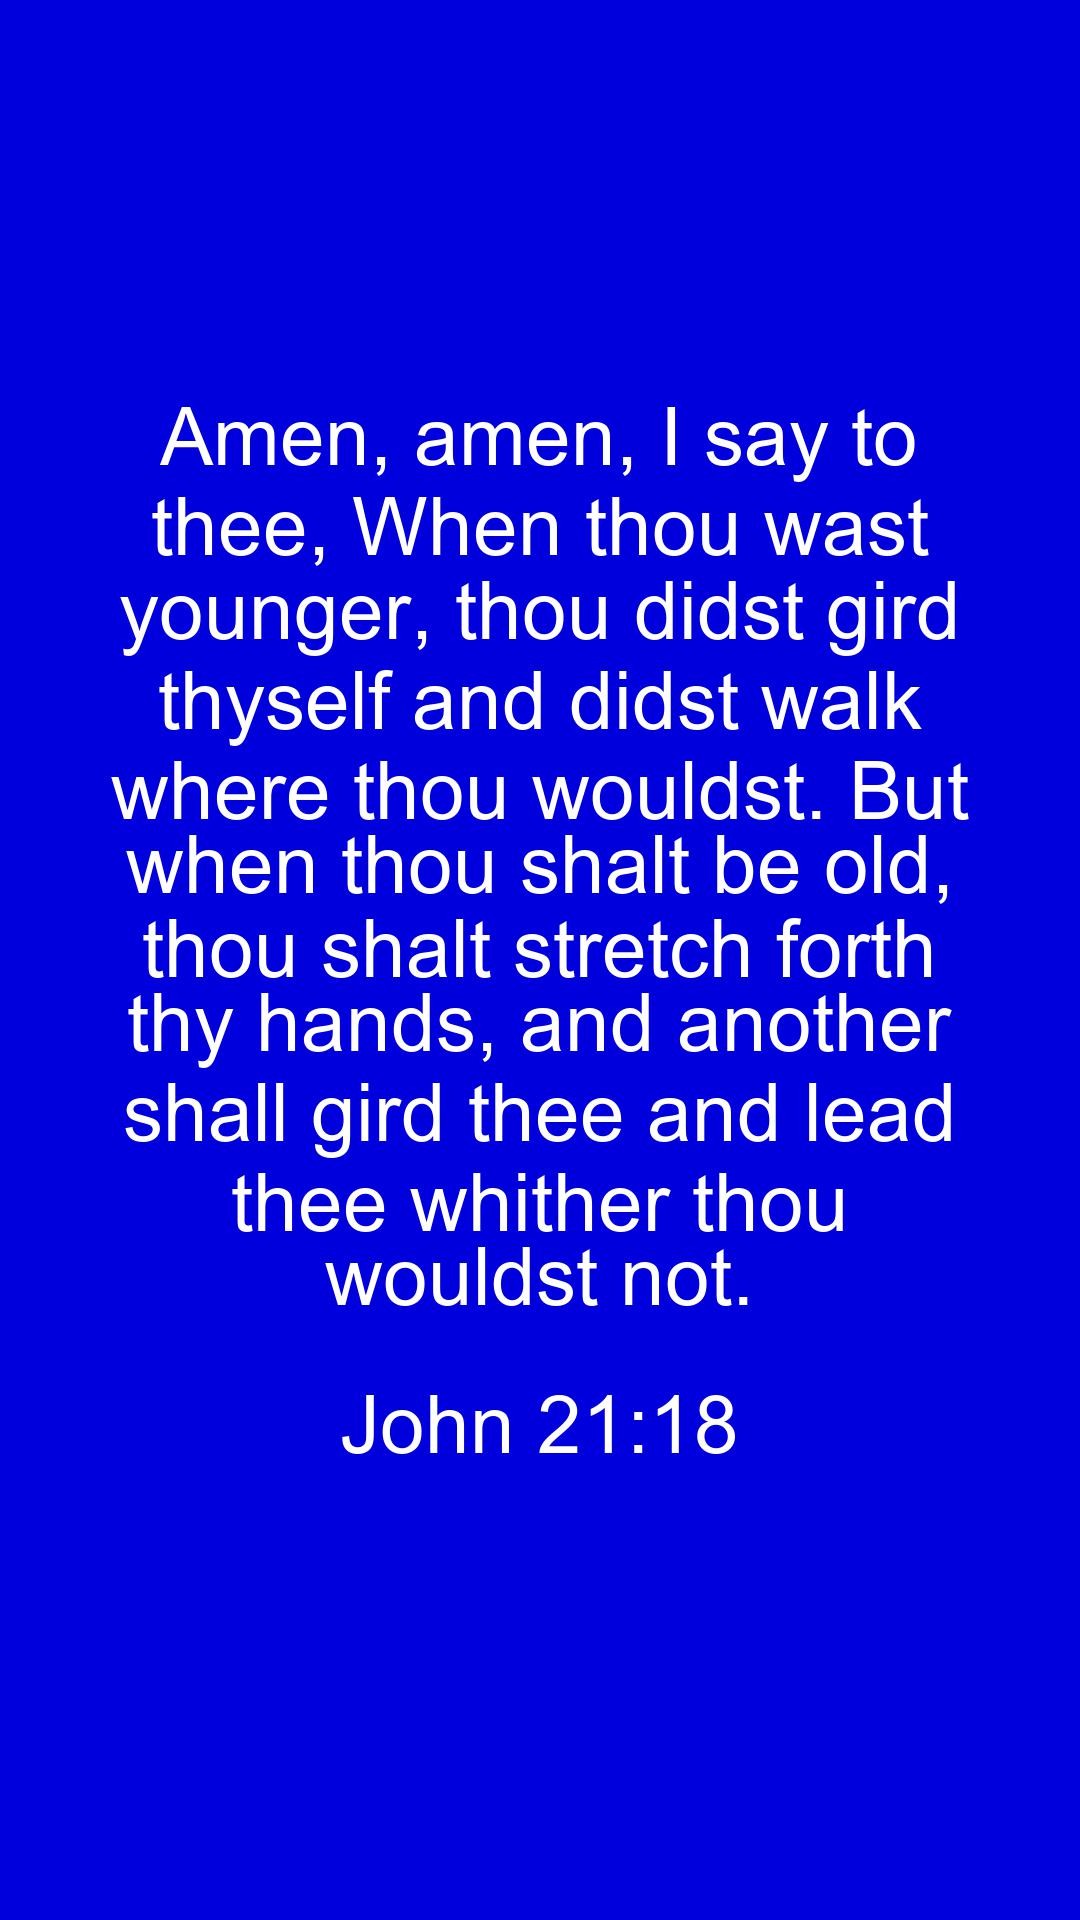 Amen, amen, I say to
thee, When thou wast
younger, thou didst gird
thyself and didst walk
where thou wouldst. But
when thou shalt be old,
thou shalt stretch forth
thy hands, and another
shall gird thee and lead
thee whither thou
wouldst not.
John 21:18